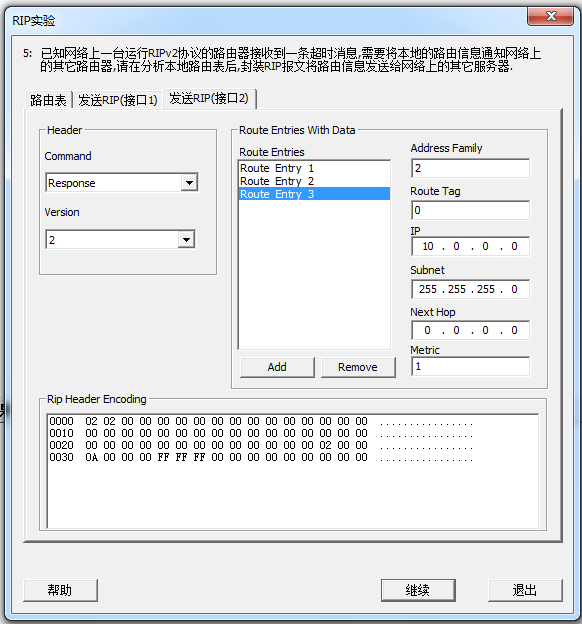 RIP实验
5: 已知网络上一台运行RIPv2协议的路由器接收到一条超时消息,需要将本地的路由信息通知网络上
的其它路由器,请在分析本地路由表后,封装RIP报文将路由信息发送给网络上的其它服务器.
路由表 发送RIP(接口1) 发送RIP(接口2)
Header
Command
Response
Version
2
Route Entries With Data
Route Entries
Route Entry 1
Route Entry 2
Route Entry 3
Add Remove
Address Family
2
Route Tag
0
IP
10 . 0 . 0 . 0
Subnet
255 . 255 . 255 . 0
Next Hop
0 . 0 . 0 . 0
Metric
1
Rip Header Encoding
0000 02 02 00 00 00 00 00 00 00 00 00 00 00 00 00 00 ................
0010 00 00 00 00 00 00 00 00 00 00 00 00 00 00 00 00 ................
0020 00 00 00 00 00 00 00 00 00 00 00 00 00 02 00 00 ................
0030 0A 00 00 00 FF FF FF 00 00 00 00 00 00 00 00 00 ................
帮助 继续 退出